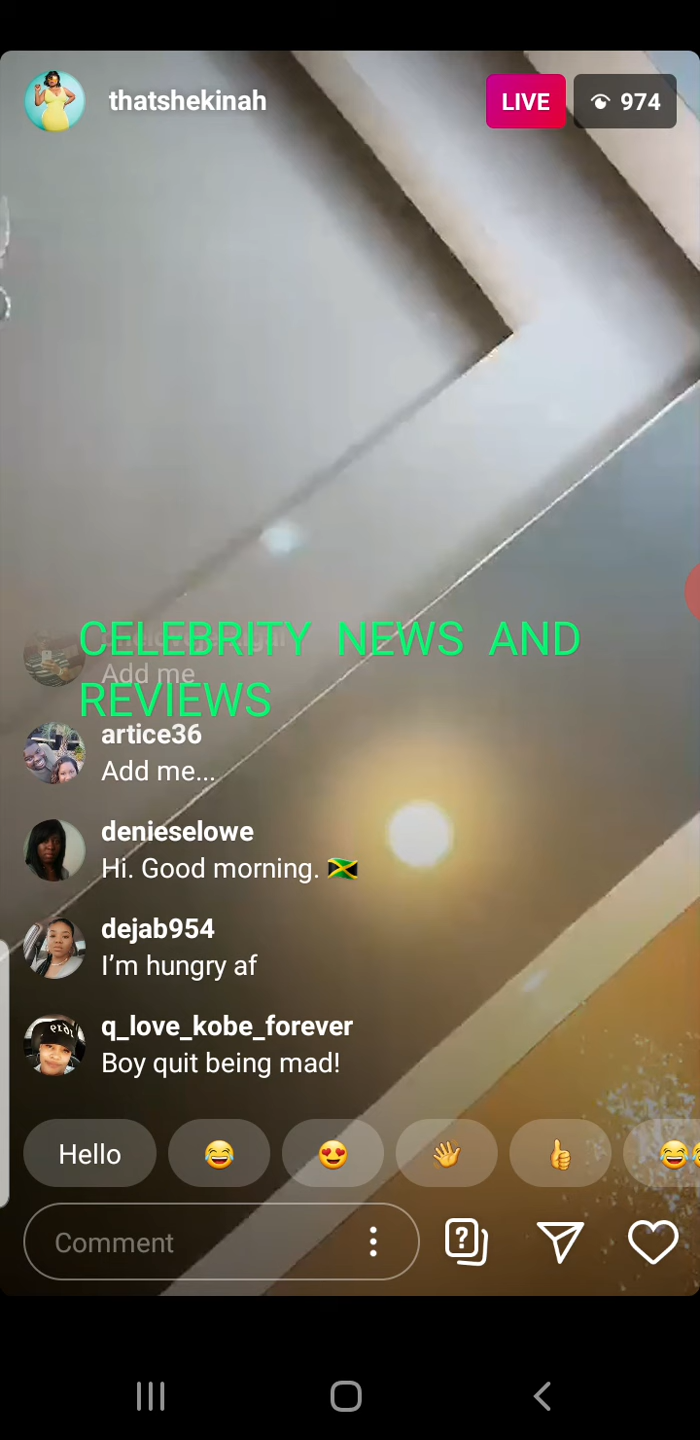 thatshekinah
LIVE
974
CELEBRITY NEWS AND
Add me
REVIEWS
artice36
Add me...
denieselowe
Hi. Good morning. 🇯🇲
dejab954
I'm hungry af
q_love_kobe_forever
Boy quit being mad!
Hello
Comment